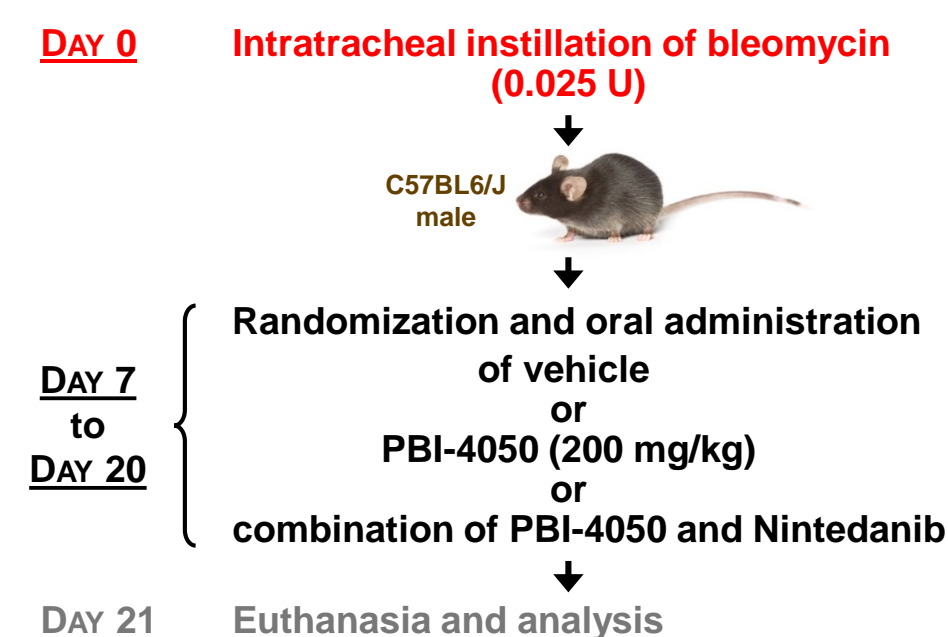 DAY 0 Intratracheal instillation of bleomycin
(0.025 U)
C57BL6/J
male
Randomization and oral administration
of vehicle
or
PBI-4050 (200 mg/kg)
or
combination of PBI-4050 and Nintedanib
DAY 7
to
DAY 20
DAY 21 Euthanasia and analysis